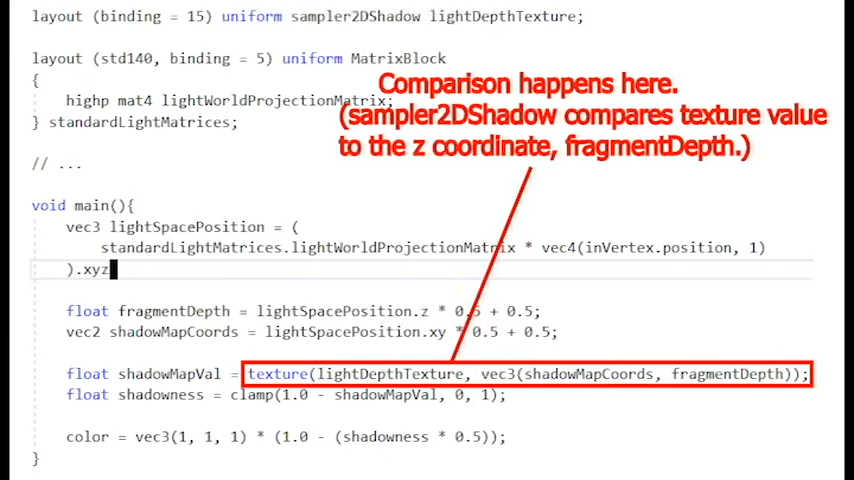 layout (binding = 15) uniform sampler2DShadow lightDepthTexture;
layout (std140, binding = 5) uniform MatrixBlock
{
highp mat4 lightWorldProjectionMatrix;
} standardLightMatrices;
Comparison happens here.
(sampler2DShadow compares texture value
to the z coordinate, fragmentDepth.)
// ...
void main(){
vec3 lightSpacePosition = (
standardLightMatrices.lightWorldProjectionMatrix * vec4(inVertex.position, 1)
).xyz
float fragmentDepth = lightSpacePosition.z * 0.5 + 0.5;
vec2 shadowMapCoords = lightSpacePosition.xy * 0.5 + 0.5;
float shadowMapVal = texture(lightDepthTexture, vec3(shadowMapCoords, fragmentDepth));
float shadowness = clamp(1.0 - shadowMapVal, 0, 1);
color = vec3(1, 1, 1) * (1.0 - (shadowness * 0.5));
}